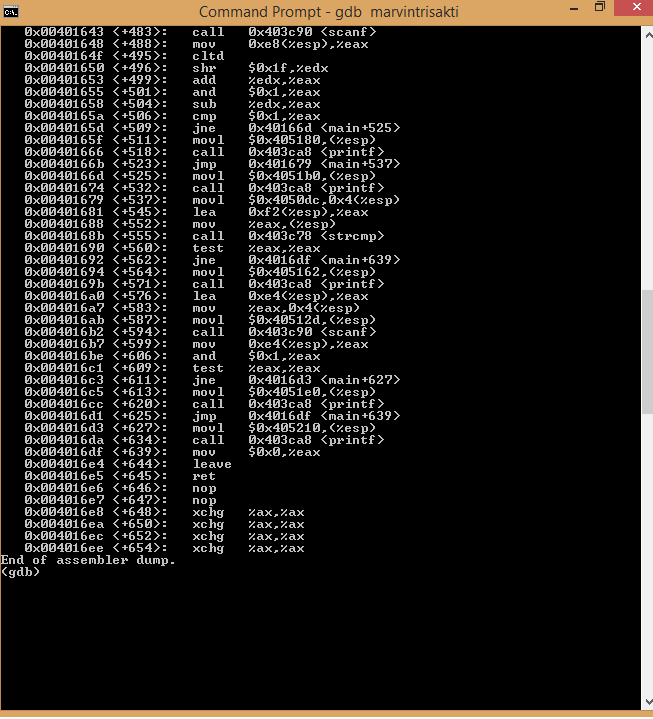 Command Prompt - gdb  marvintrisakti
0x00401643 <+483>:   call   0x403c90 <scanf>
0x00401648 <+488>:   mov    0xe8(%esp),%eax
0x0040164f <+495>:   cltd
0x00401650 <+496>:   shr    $0x1f,%edx
0x00401653 <+499>:   add    %edx,%eax
0x00401655 <+501>:   and    $0x1,%eax
0x00401658 <+504>:   sub    %edx,%eax
0x0040165a <+506>:   cmp    $0x1,%eax
0x0040165d <+509>:   jne    0x40166d <main+525>
0x0040165f <+511>:   movl   $0x405180,(%esp)
0x00401666 <+518>:   call   0x403ca8 <printf>
0x0040166b <+523>:   jmp    0x401679 <main+537>
0x0040166d <+525>:   movl   $0x4051b0,(%esp)
0x00401674 <+532>:   call   0x403ca8 <printf>
0x00401679 <+537>:   movl   $0x4050dc,0x4(%esp)
0x00401681 <+545>:   lea    0xf2(%esp),%eax
0x00401688 <+552>:   mov    %eax,(%esp)
0x0040168b <+555>:   call   0x403c78 <strcmp>
0x00401690 <+560>:   test   %eax,%eax
0x00401692 <+562>:   jne    0x4016df <main+639>
0x00401694 <+564>:   movl   $0x405162,(%esp)
0x0040169b <+571>:   call   0x403ca8 <printf>
0x004016a0 <+576>:   lea    0xe4(%esp),%eax
0x004016a7 <+583>:   mov    %eax,0x4(%esp)
0x004016ab <+587>:   movl   $0x40512d,(%esp)
0x004016b2 <+594>:   call   0x403c90 <scanf>
0x004016b7 <+599>:   mov    0xe4(%esp),%eax
0x004016be <+606>:   and    $0x1,%eax
0x004016c1 <+609>:   test   %eax,%eax
0x004016c3 <+611>:   jne    0x4016d3 <main+627>
0x004016c5 <+613>:   movl   $0x4051e0,(%esp)
0x004016cc <+620>:   call   0x403ca8 <printf>
0x004016d1 <+625>:   jmp    0x4016df <main+639>
0x004016d3 <+627>:   movl   $0x405210,(%esp)
0x004016da <+634>:   call   0x403ca8 <printf>
0x004016df <+639>:   mov    $0x0,%eax
0x004016e4 <+644>:   leave
0x004016e5 <+645>:   ret
0x004016e6 <+646>:   nop
0x004016e7 <+647>:   nop
0x004016e8 <+648>:   xchg   %ax,%ax
0x004016ea <+650>:   xchg   %ax,%ax
0x004016ec <+652>:   xchg   %ax,%ax
0x004016ee <+654>:   xchg   %ax,%ax
End of assembler dump.
(gdb)